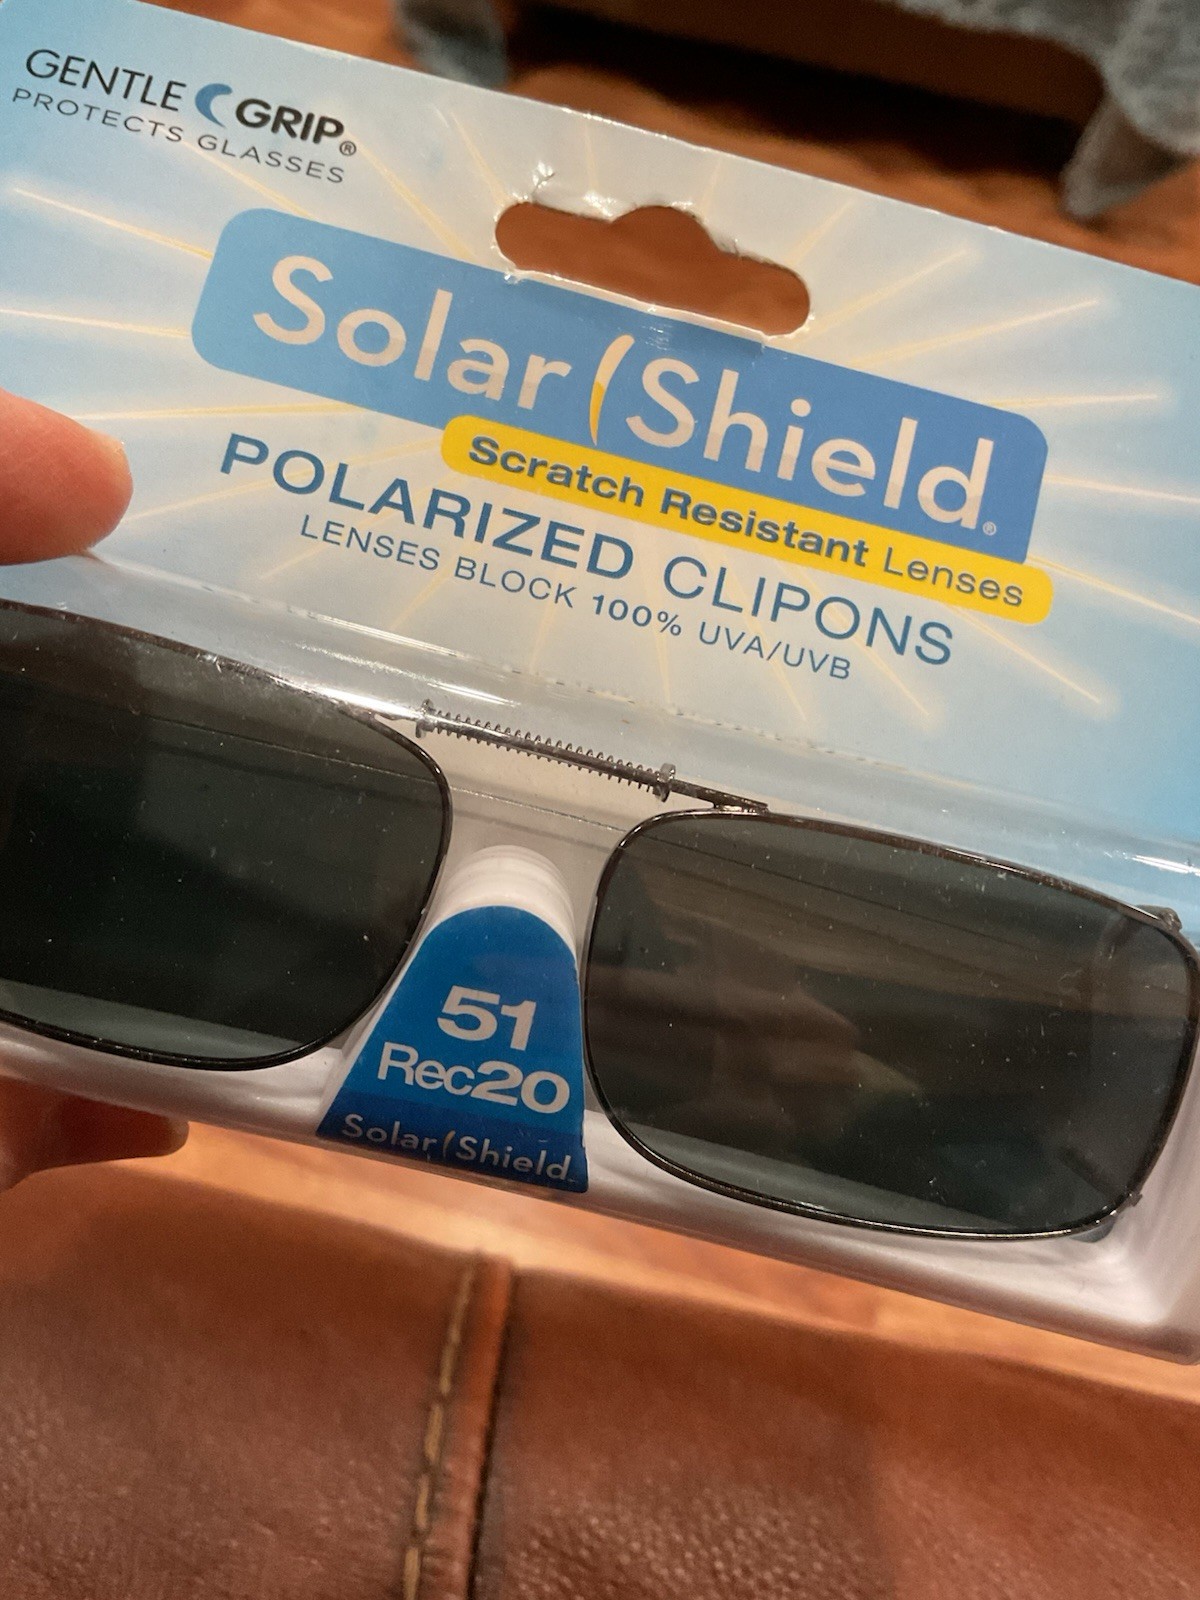 GENTLE GRIP®
PROTECTS GLASSES
Solar Shield®
Scratch Resistant Lenses
POLARIZED CLIPONS
LENSES BLOCK 100% UVA/UVB
51
Rec20
Solar Shield